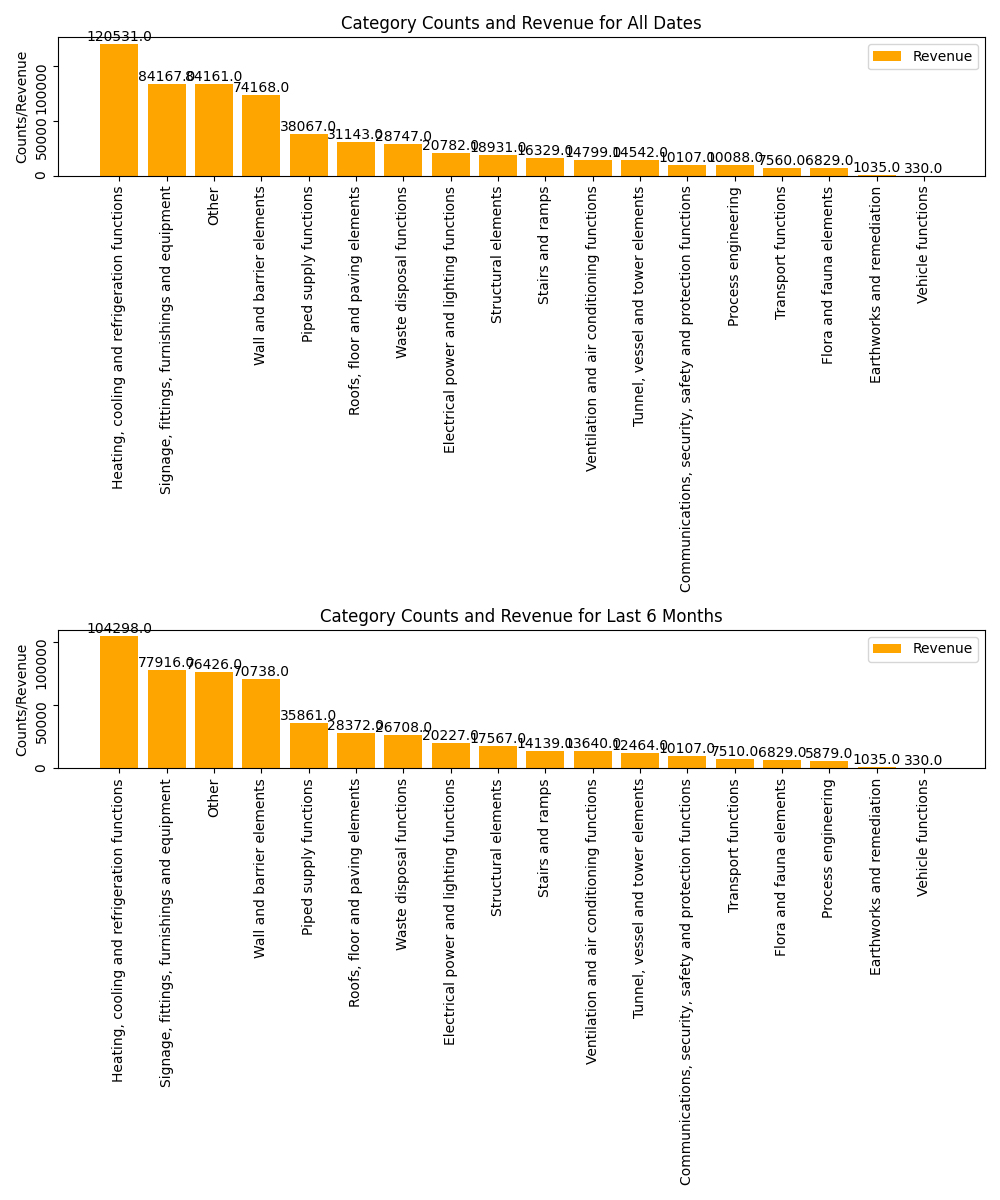 Category Counts and Revenue for All Dates
Counts/Revenue
0
50000
100000
Revenue
120531.0
84167.0
84161.0
74168.0
38067.0
31143.0
28747.0
20782.0
18931.0
16329.0
14799.0
14542.0
10107.0
10088.0
7560.0
6829.0
1035.0
330.0
Heating, cooling and refrigeration functions
Signage, fittings, furnishings and equipment
Other
Wall and barrier elements
Piped supply functions
Roofs, floor and paving elements
Waste disposal functions
Electrical power and lighting functions
Structural elements
Stairs and ramps
Ventilation and air conditioning functions
Tunnel, vessel and tower elements
Communications, security, safety and protection functions
Process engineering
Transport functions
Flora and fauna elements
Earthworks and remediation
Vehicle functions
Category Counts and Revenue for Last 6 Months
Counts/Revenue
0
50000
100000
Revenue
104298.0
77916.0
76426.0
70738.0
35861.0
28372.0
26708.0
20227.0
17567.0
14139.0
13640.0
12464.0
10107.0
7510.0
6829.0
5879.0
1035.0
330.0
Heating, cooling and refrigeration functions
Signage, fittings, furnishings and equipment
Other
Wall and barrier elements
Piped supply functions
Roofs, floor and paving elements
Waste disposal functions
Electrical power and lighting functions
Structural elements
Stairs and ramps
Ventilation and air conditioning functions
Tunnel, vessel and tower elements
Communications, security, safety and protection functions
Transport functions
Flora and fauna elements
Process engineering
Earthworks and remediation
Vehicle functions